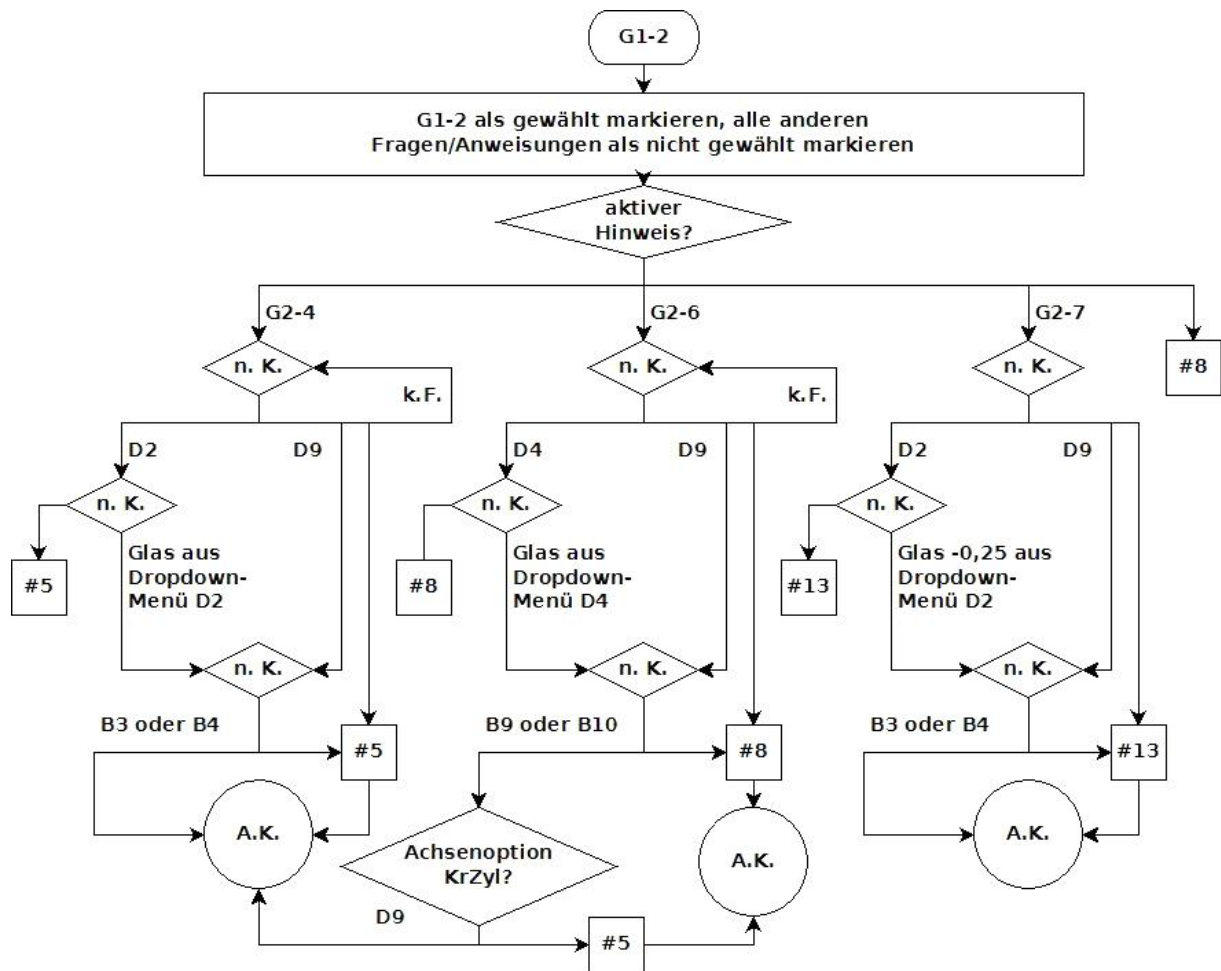 G1-2
G1-2 als gewählt markieren, alle anderen
Fragen/Anweisungen als nicht gewählt markieren
aktiver
Hinweis?
G2-4
G2-6
G2-7
n. K.
n. K.
n. K.
#8
k.F.
k.F.
D2
D9
D4
D9
D2
D9
n. K.
n. K.
n. K.
#5
Glas aus
Dropdown-
Menü D2
#8
Glas aus
Dropdown-
Menü D4
#13
Glas -0,25 aus
Dropdown-
Menü D2
n. K.
n. K.
n. K.
B3 oder B4
#5
B9 oder B10
#8
B3 oder B4
#13
A.K.
Achsenoption
KrZyl?
A.K.
A.K.
D9
#5